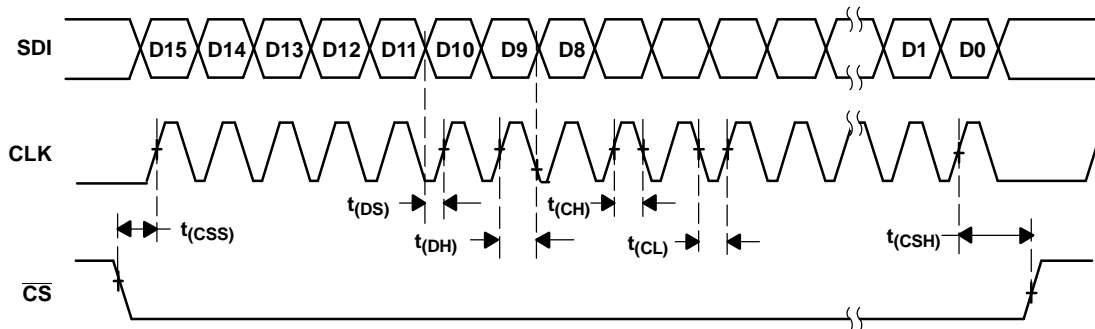 SDI D15 D14 D13 D12 D11 D10 D9 D8 D1 D0
CLK
t(DS) t(CH)
t(CSS) t(DH) t(CL) t(CSH)
CS